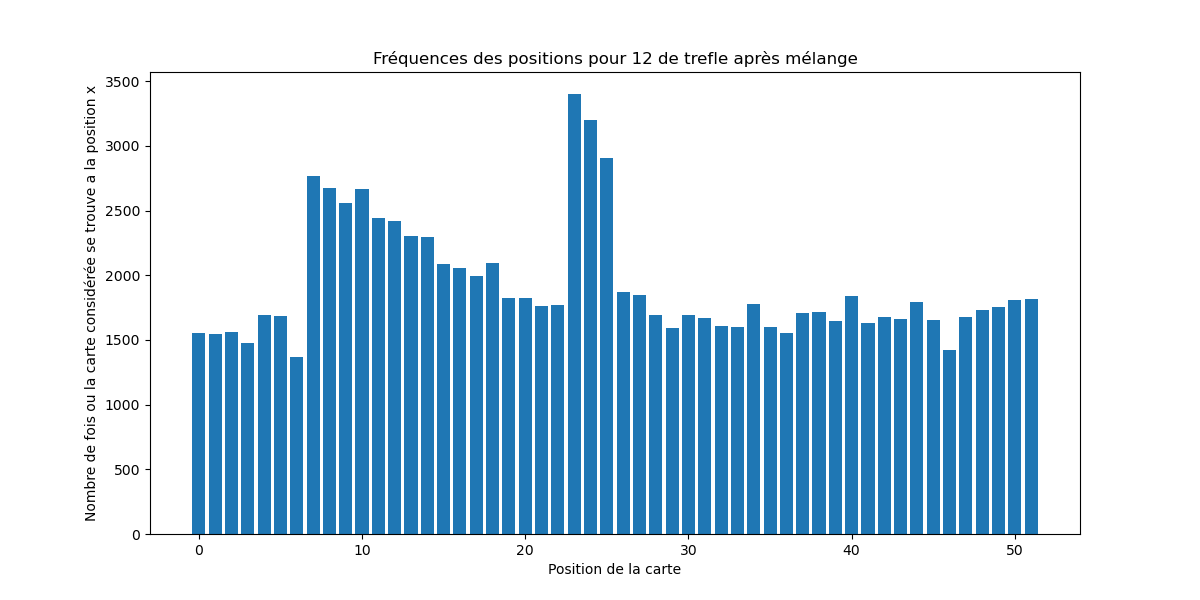 Fréquences des positions pour 12 de trefle après mélange
Nombre de fois ou la carte considérée se trouve a la position x
3500
3000
2500
2000
1500
1000
500
0
0 10 20 30 40 50
Position de la carte